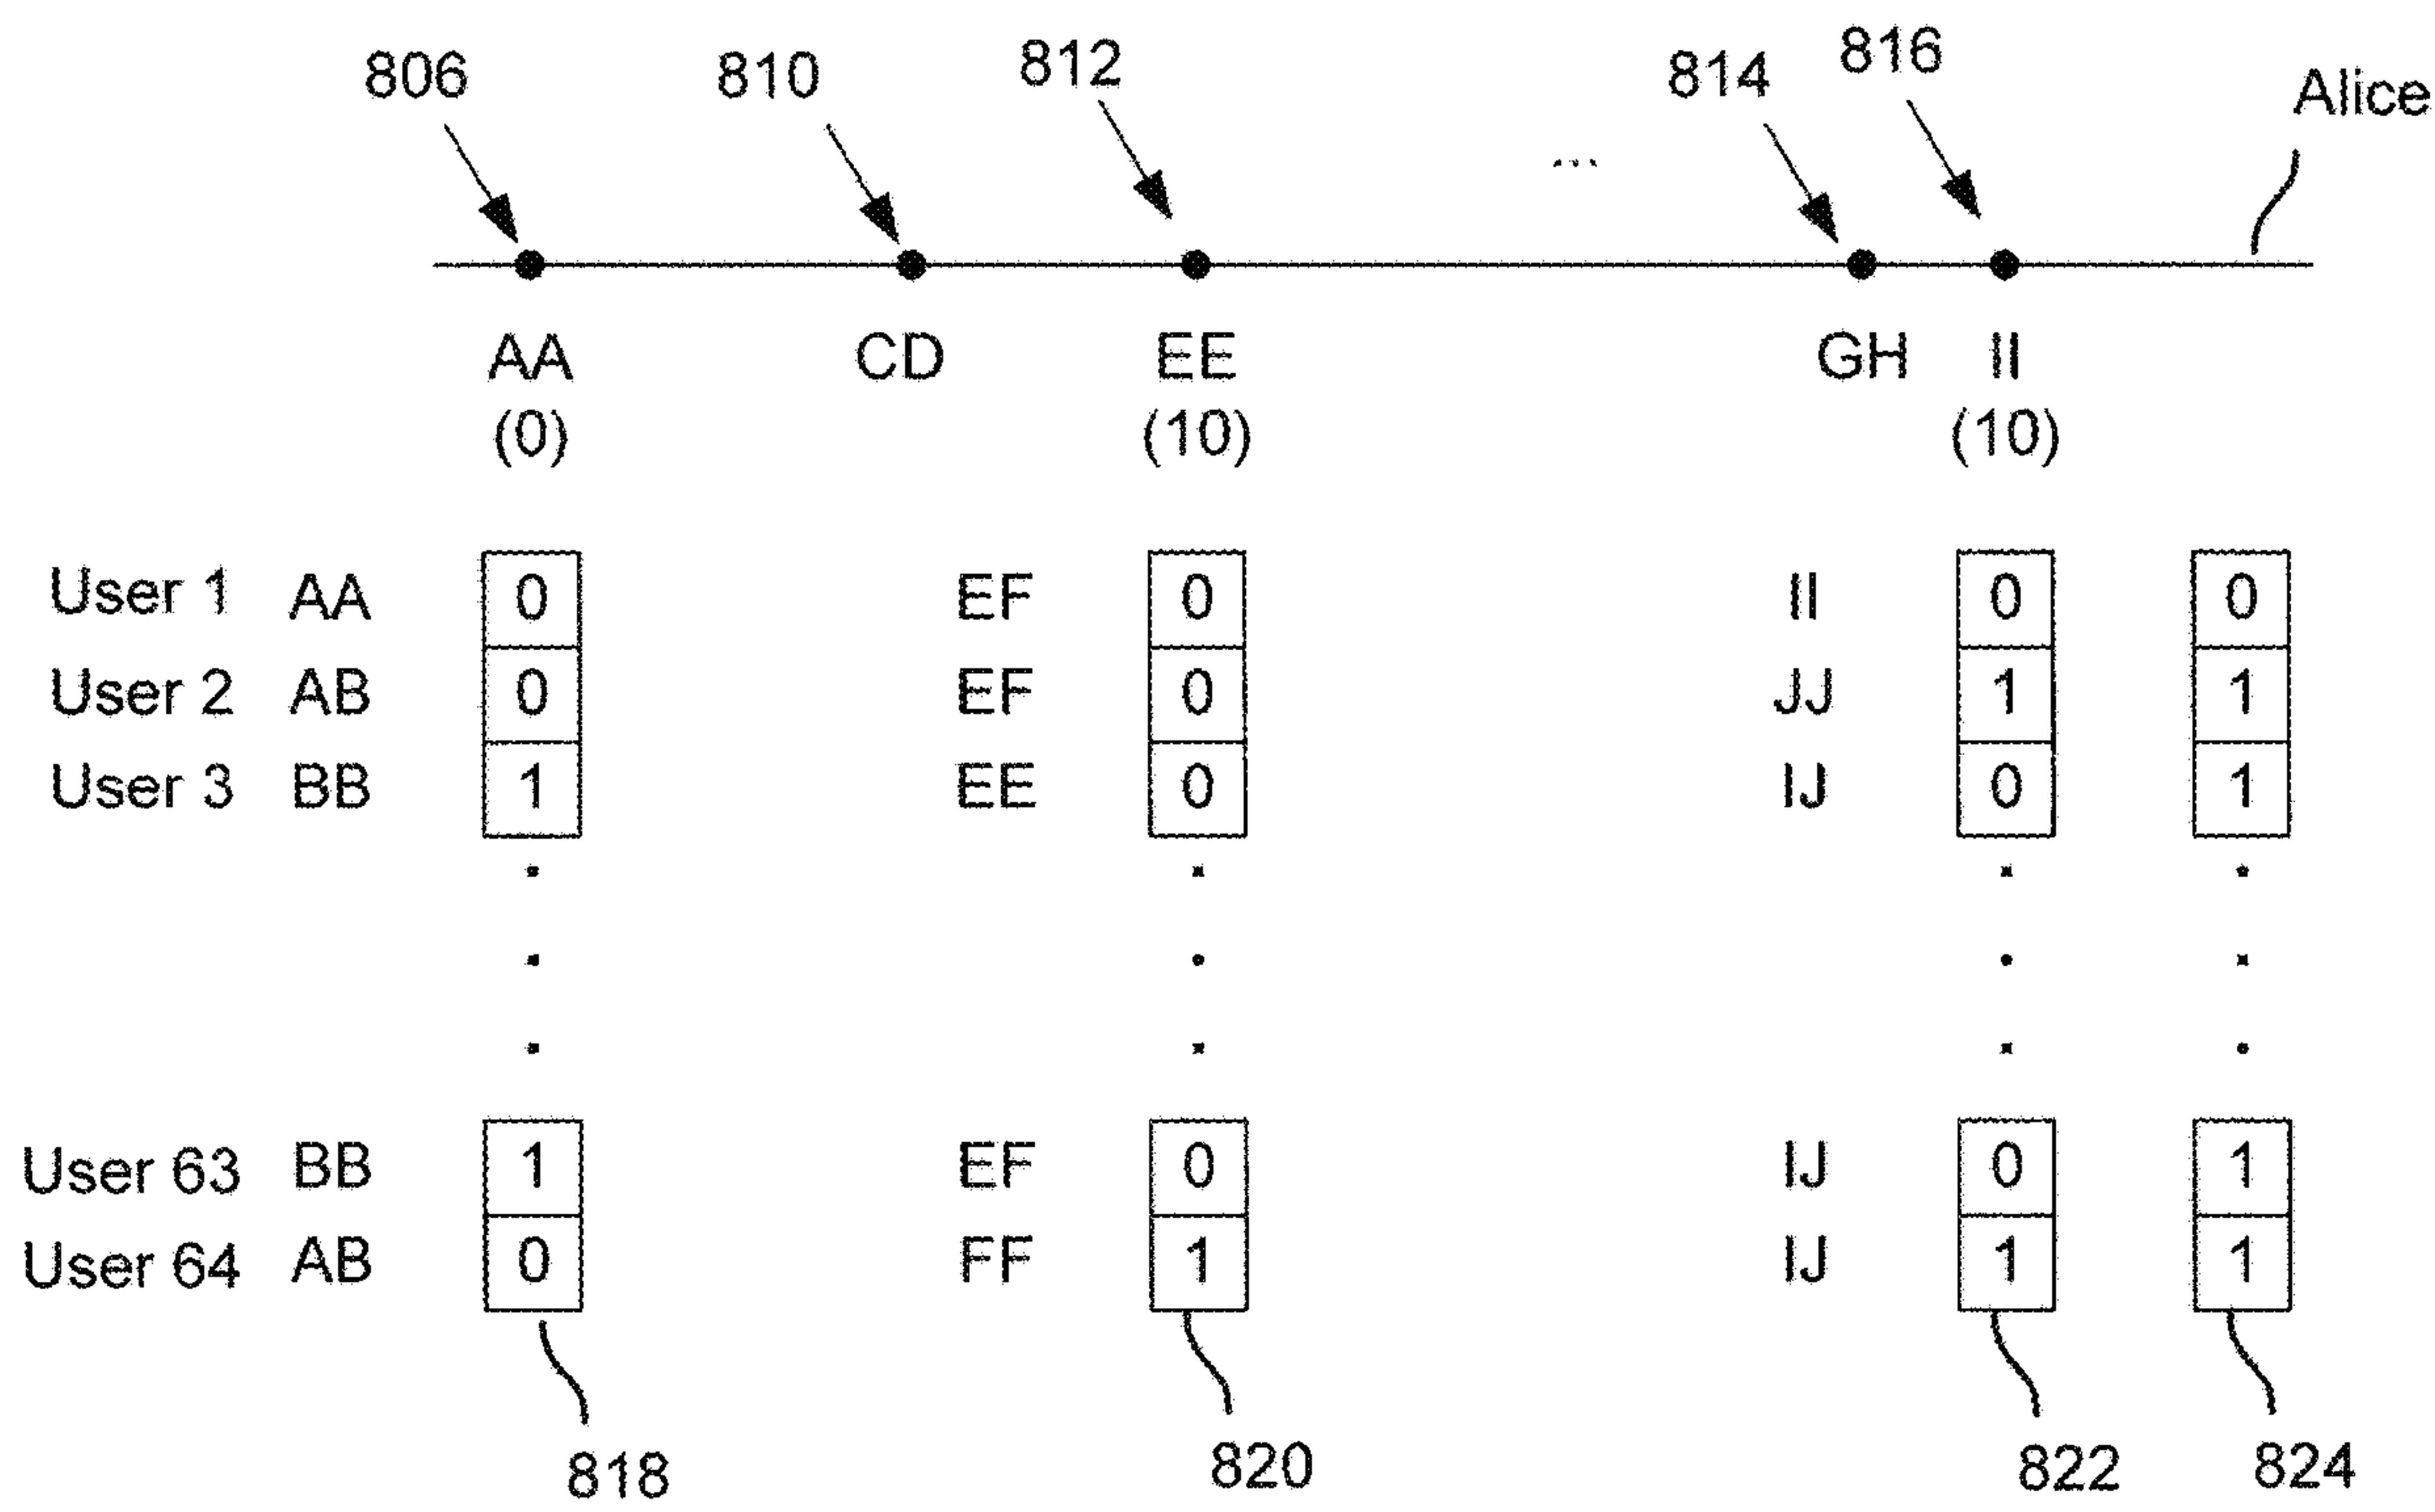 806 810 812 814 816 Alice
...
AA CD EE GH II
(0) (10) (10)
User 1 AA 0 EF 0 II 0 0
User 2 AB 0 EF 0 JJ 1 1
User 3 BB 1 EE 0 IJ 0 1
User 63 BB 1 EF 0 IJ 0 1
User 64 AB 0 FF 1 IJ 1 1
818 820 822 824